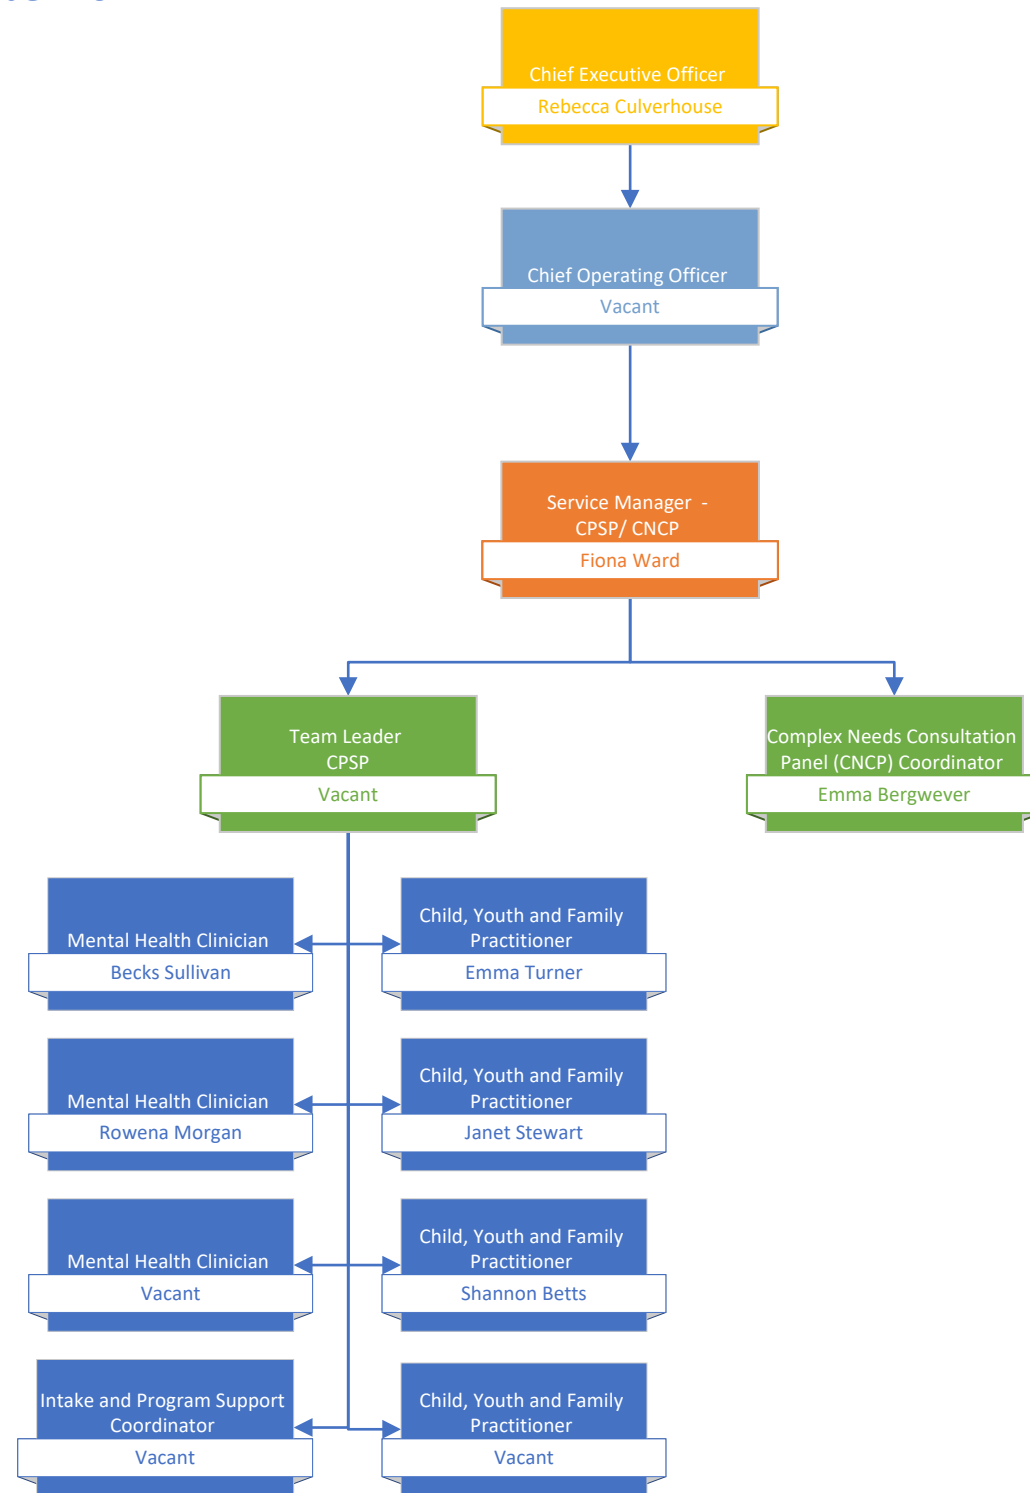 Chief Executive Officer
Rebecca Culverhouse
Chief Operating Officer
Vacant
Service Manager -
CPSP/ CNCP
Fiona Ward
Team Leader
CPSP
Vacant
Complex Needs Consultation
Panel (CNCP) Coordinator
Emma Bergwever
Mental Health Clinician
Becks Sullivan
Child, Youth and Family
Practitioner
Emma Turner
Mental Health Clinician
Rowena Morgan
Child, Youth and Family
Practitioner
Janet Stewart
Mental Health Clinician
Vacant
Child, Youth and Family
Practitioner
Shannon Betts
Intake and Program Support
Coordinator
Vacant
Child, Youth and Family
Practitioner
Vacant